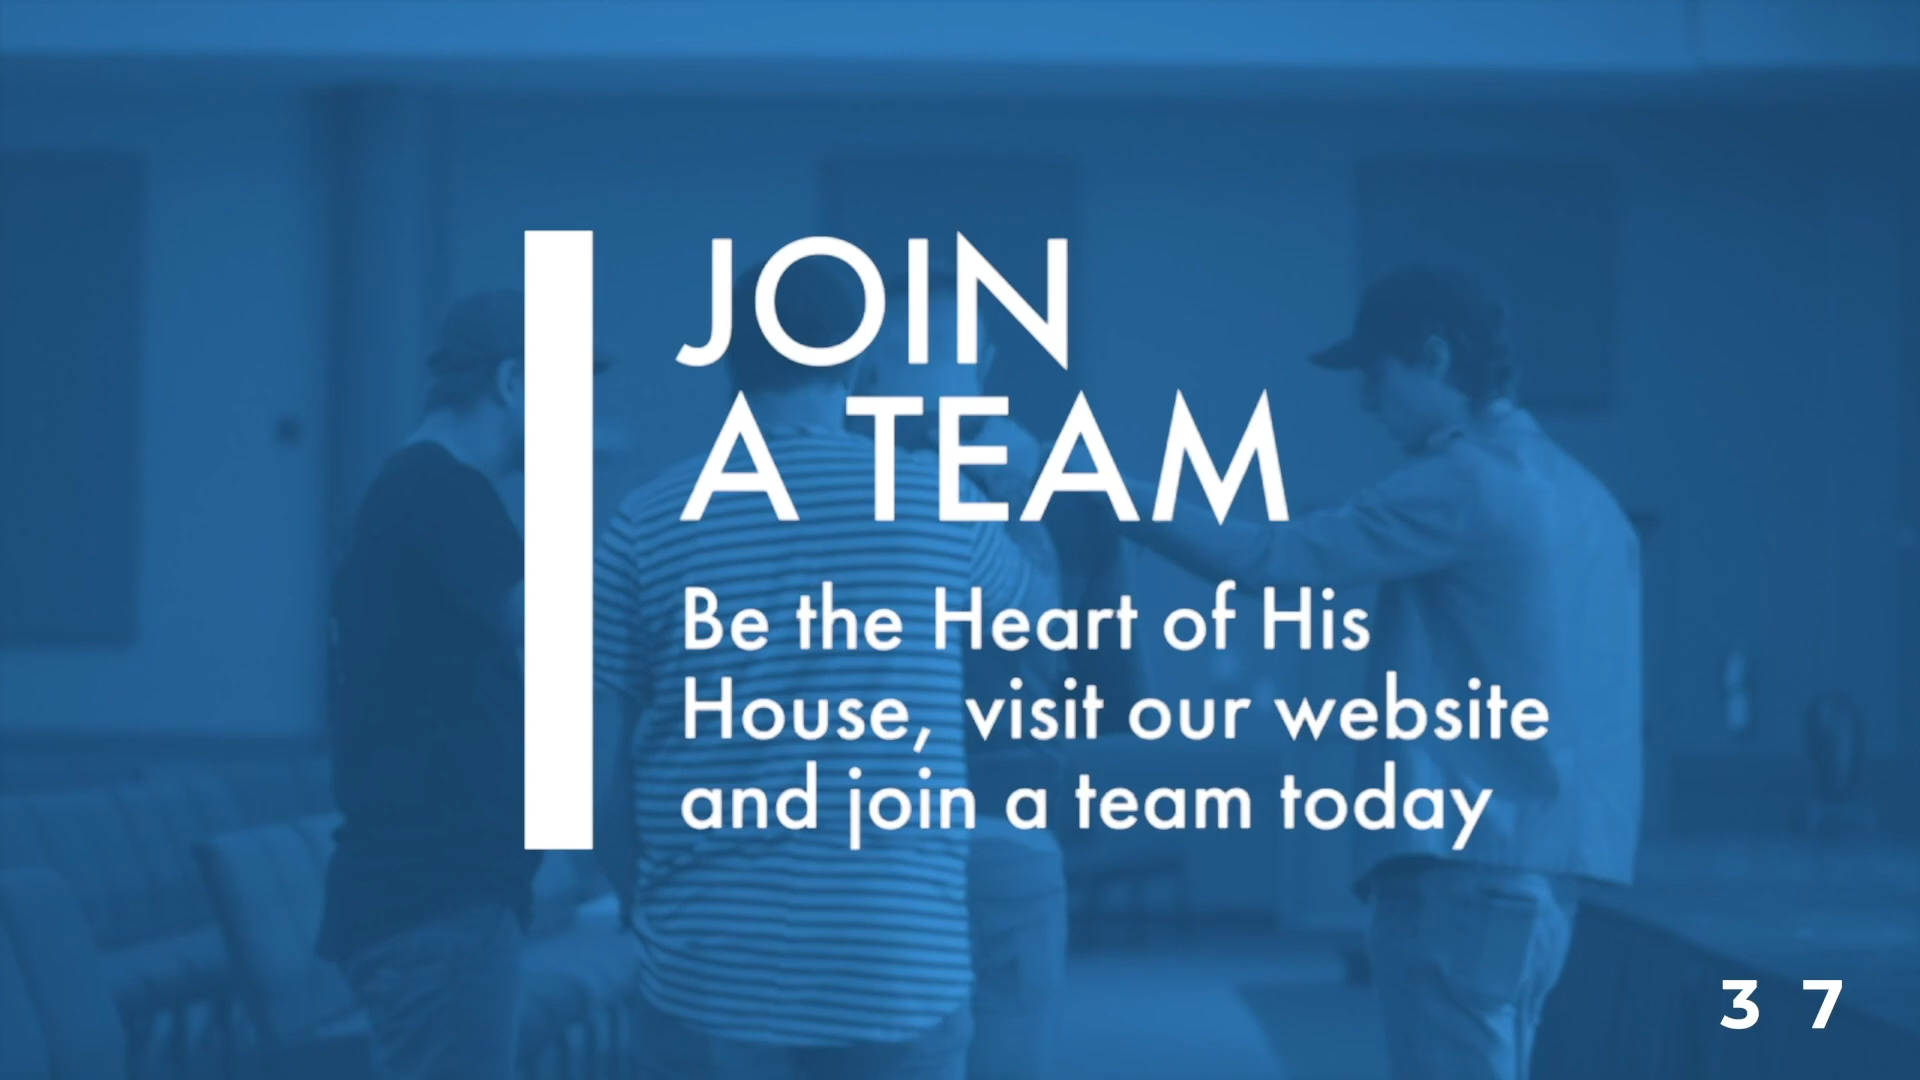 JOIN
A TEAM
Be the Heart of His
House, visit our website
and join a team today
3 7